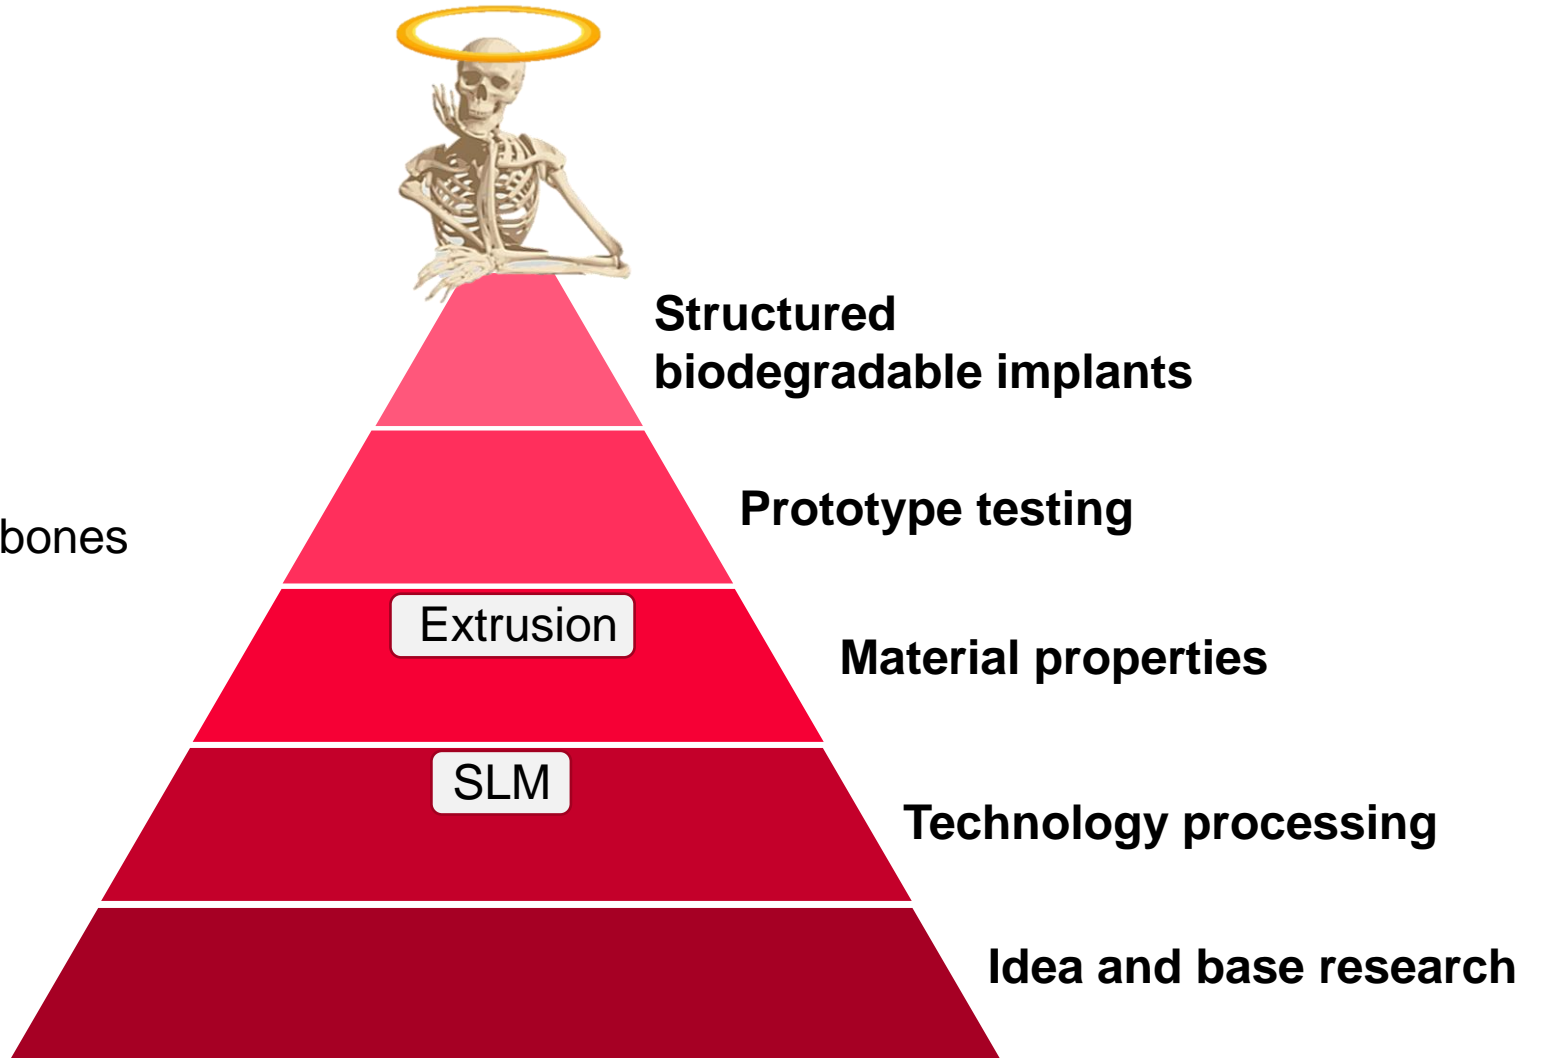 Structured
biodegradable implants
Prototype testing
bones
Extrusion
Material properties
SLM
Technology processing
Idea and base research